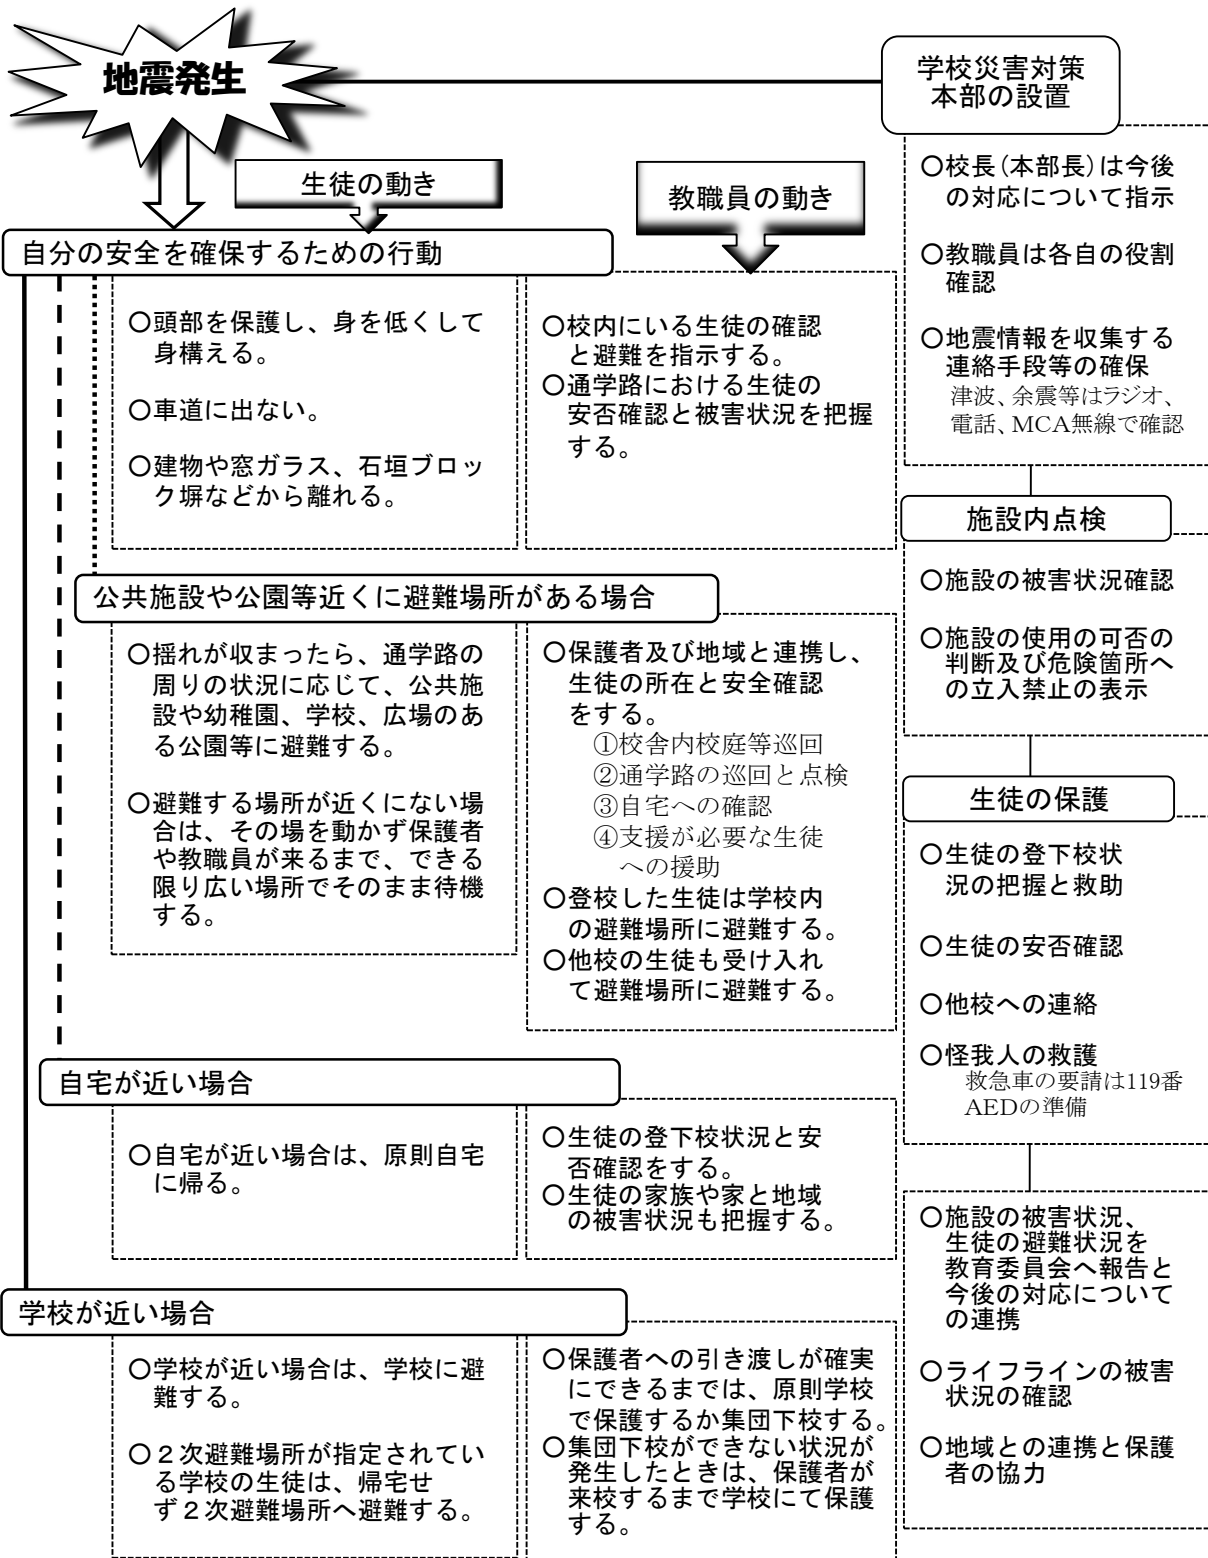 地震発生
学校災害対策
本部の設置
生徒の動き
教職員の動き
自分の安全を確保するための行動
〇頭部を保護し、身を低くして
身構える。
〇車道に出ない。
〇建物や窓ガラス、石垣ブロッ
ク塀などから離れる。
〇校内にいる生徒の確認
と避難を指示する。
〇通学路における生徒の
安否確認と被害状況を把握
する。
公共施設や公園等近くに避難場所がある場合
〇揺れが収まったら、通学路の
周りの状況に応じて、公共施
設や幼稚園、学校、広場のあ
る公園等に避難する。
〇避難する場所が近くにない場
合は、その場を動かず保護者
や教職員が来るまで、できる
限り広い場所でそのまま待機
する。
〇保護者及び地域と連携し、
生徒の所在と安全確認
をする。
①校舎内校庭等巡回
②通学路の巡回と点検
③自宅への確認
④支援が必要な生徒
への援助
〇登校した生徒は学校内
の避難場所に避難する。
〇他校の生徒も受け入れ
て避難場所に避難する。
自宅が近い場合
〇自宅が近い場合は、原則自宅
に帰る。
〇生徒の登下校状況と安
否確認をする。
〇生徒の家族や家と地域
の被害状況も把握する。
学校が近い場合
〇学校が近い場合は、学校に避
難する。
〇２次避難場所が指定されてい
る学校の生徒は、帰宅せ
ず２次避難場所へ避難する。
〇保護者への引き渡しが確実
にできるまでは、原則学校
で保護するか集団下校する。
〇集団下校ができない状況が
発生したときは、保護者が
来校するまで学校にて保護
する。
〇校長(本部長)は今後
の対応について指示
〇教職員は各自の役割
確認
〇地震情報を収集する
連絡手段等の確保
津波、余震等はラジオ、
電話、MCA無線で確認
施設内点検
〇施設の被害状況確認
〇施設の使用の可否の
判断及び危険箇所へ
の立入禁止の表示
生徒の保護
〇生徒の登下校状
況の把握と救助
〇生徒の安否確認
〇他校への連絡
〇怪我人の救護
救急車の要請は119番
AEDの準備
〇施設の被害状況、
生徒の避難状況を
教育委員会へ報告と
今後の対応について
の連携
〇ライフラインの被害
状況の確認
〇地域との連携と保護
者の協力